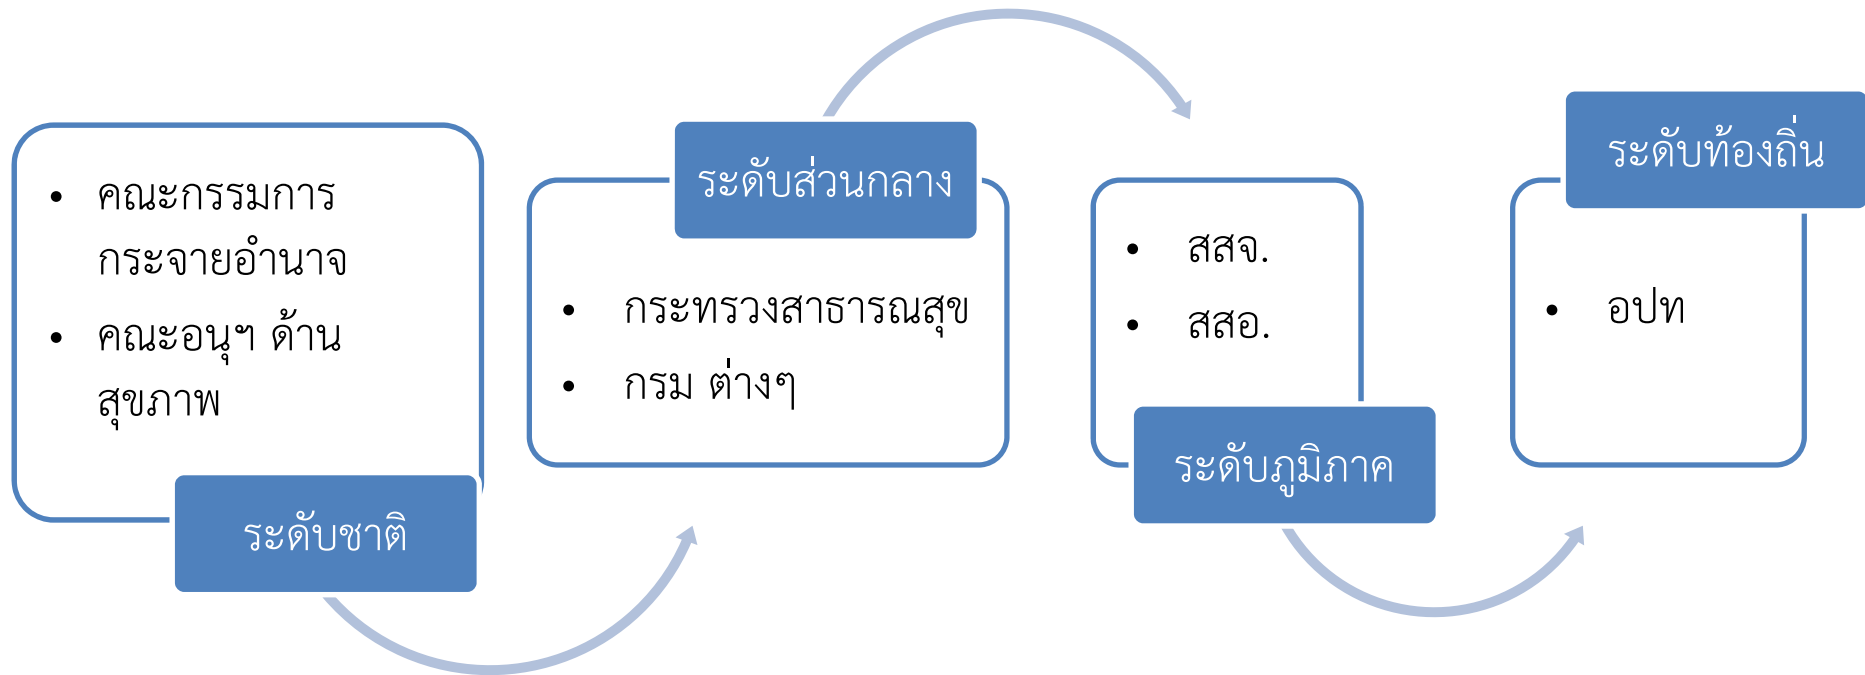 • คณะกรรมการ
กระจายอำนาจ
• คณะอนุฯ ด้าน
สุขภาพ
ระดับชาติ
ระดับส่วนกลาง
• กระทรวงสาธารณสุข
• กรม ต่างๆ
• สสจ.
• สสอ.
ระดับภูมิภาค
ระดับท้องถิ่น
• อปท